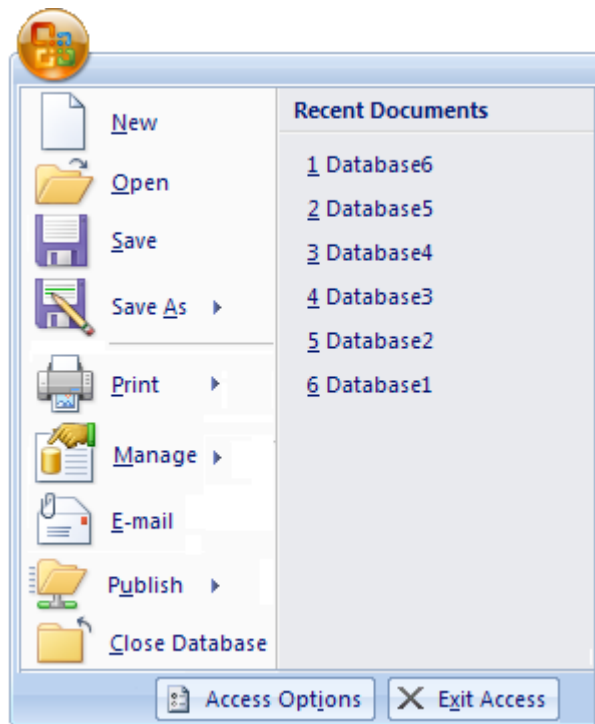 New
Open
Save
Save As
Print
Manage
E-mail
Publish
Close Database
Recent Documents
1 Database6
2 Database5
3 Database4
4 Database3
5 Database2
6 Database1
Access Options
Exit Access